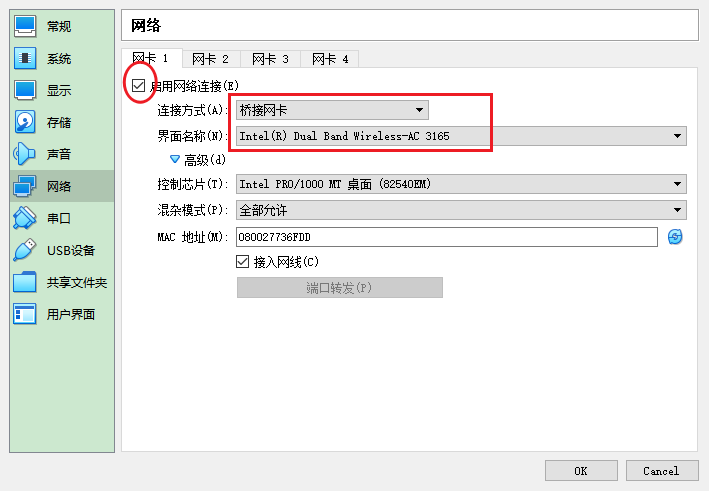 常规
系统
显示
存储
声音
网络
串口
USB设备
共享文件夹
用户界面
网络
网卡 1
网卡 2
网卡 3
网卡 4
启用网络连接(E)
连接方式(A):
桥接网卡
界面名称(N):
Intel(R) Dual Band Wireless-AC 3165
高级(d)
控制芯片(T):
Intel PRO/1000 MT 桌面 (82540EM)
混杂模式(P):
全部允许
MAC 地址(M):
080027736FDD
接入网线(C)
端口转发(P)
OK
Cancel